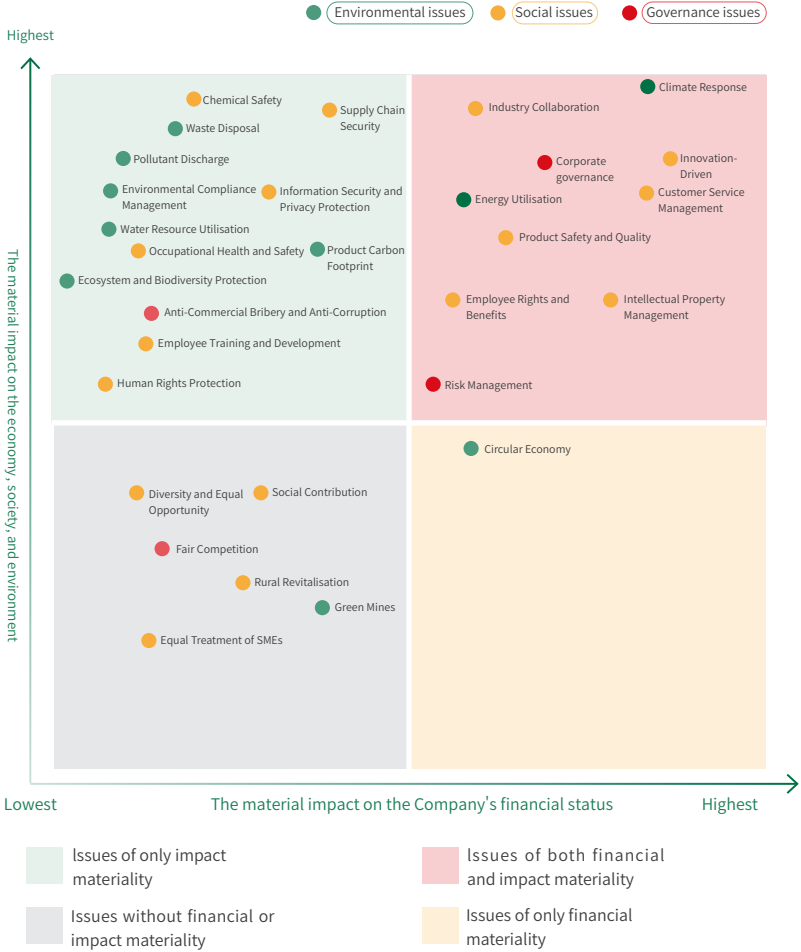 Environmental issues
Social issues
Governance issues
Highest
Chemical Safety
Supply Chain
Security
Waste Disposal
Pollutant Discharge
Environmental Compliance
Management
Information Security and
Privacy Protection
Water Resource Utilisation
Occupational Health and Safety
Product Carbon
Footprint
Ecosystem and Biodiversity Protection
Anti-Commercial Bribery and Anti-Corruption
Employee Training and Development
Human Rights Protection
Climate Response
Industry Collaboration
Corporate
governance
Innovation-
Driven
Energy Utilisation
Customer Service
Management
Product Safety and Quality
Employee Rights and
Benefits
Intellectual Property
Management
Risk Management
The material impact on the economy, society, and environment
Diversity and Equal
Opportunity
Social Contribution
Fair Competition
Rural Revitalisation
Green Mines
Equal Treatment of SMEs
Circular Economy
Lowest
The material impact on the Company's financial status
Highest
Issues of only impact
materiality
Issues of both financial
and impact materiality
Issues without financial or
impact materiality
Issues of only financial
materiality